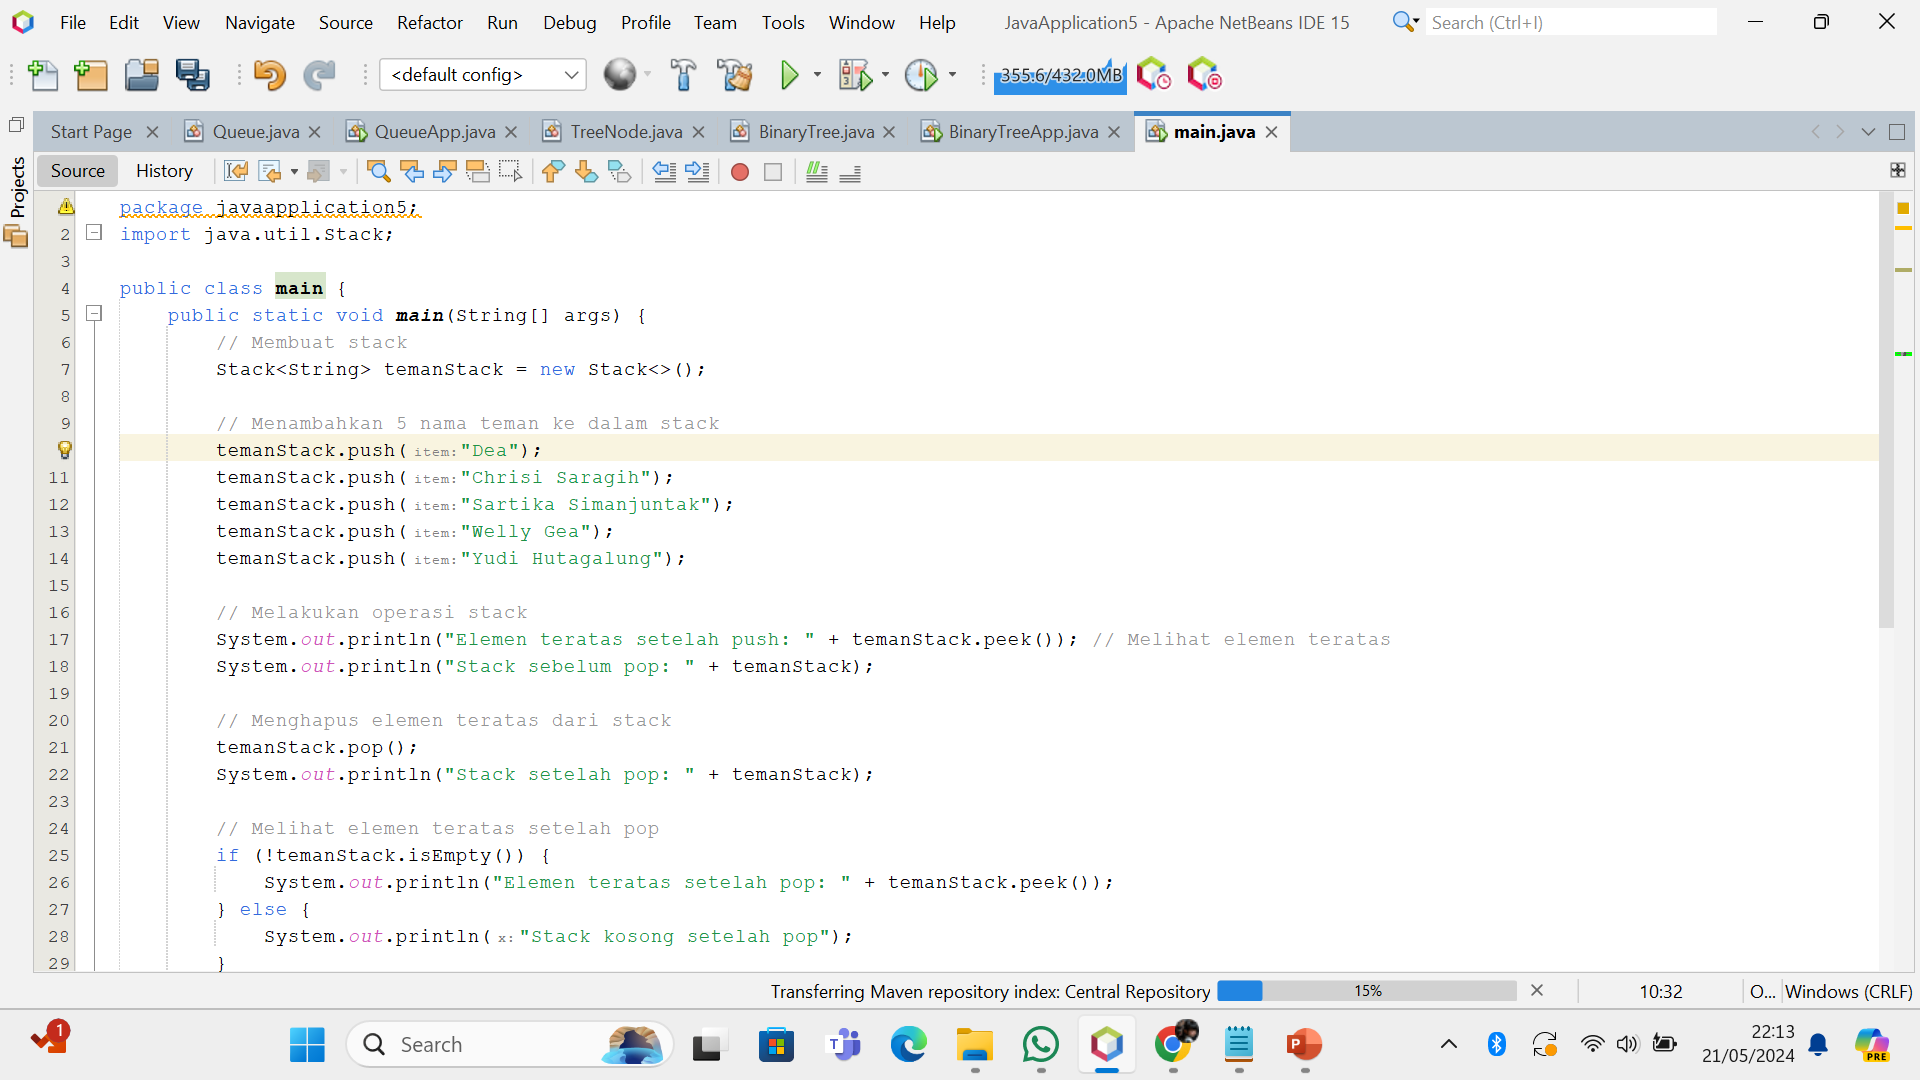 File Edit View Navigate Source Refactor Run Debug Profile Team Tools Window Help JavaApplication5 - Apache NetBeans IDE 15 Search (Ctrl+I)
<default config> 355.6/432.0MB
Start Page Queue.java QueueApp.java TreeNode.java BinaryTree.java BinaryTreeApp.java main.java
Projects
Source History
package javaapplication5;
2 import java.util.Stack;
3
4 public class main {
5 public static void main(String[] args) {
6 // Membuat stack
7 Stack<String> temanStack = new Stack<>();
8
9 // Menambahkan 5 nama teman ke dalam stack
temanStack.push( item: "Dea");
11 temanStack.push( item: "Chrisi Saragih");
12 temanStack.push( item: "Sartika Simanjuntak");
13 temanStack.push( item: "Welly Gea");
14 temanStack.push( item: "Yudi Hutagalung");
15
16 // Melakukan operasi stack
17 System.out.println("Elemen teratas setelah push: " + temanStack.peek()); // Melihat elemen teratas
18 System.out.println("Stack sebelum pop: " + temanStack);
19
20 // Menghapus elemen teratas dari stack
21 temanStack.pop();
22 System.out.println("Stack setelah pop: " + temanStack);
23
24 // Melihat elemen teratas setelah pop
25 if (!temanStack.isEmpty()) {
26 System.out.println("Elemen teratas setelah pop: " + temanStack.peek());
27 } else {
28 System.out.println( x: "Stack kosong setelah pop");
29 }
Transferring Maven repository index: Central Repository 15% 10:32 O... Windows (CRLF)
1 Search 22:13
21/05/2024 PRE